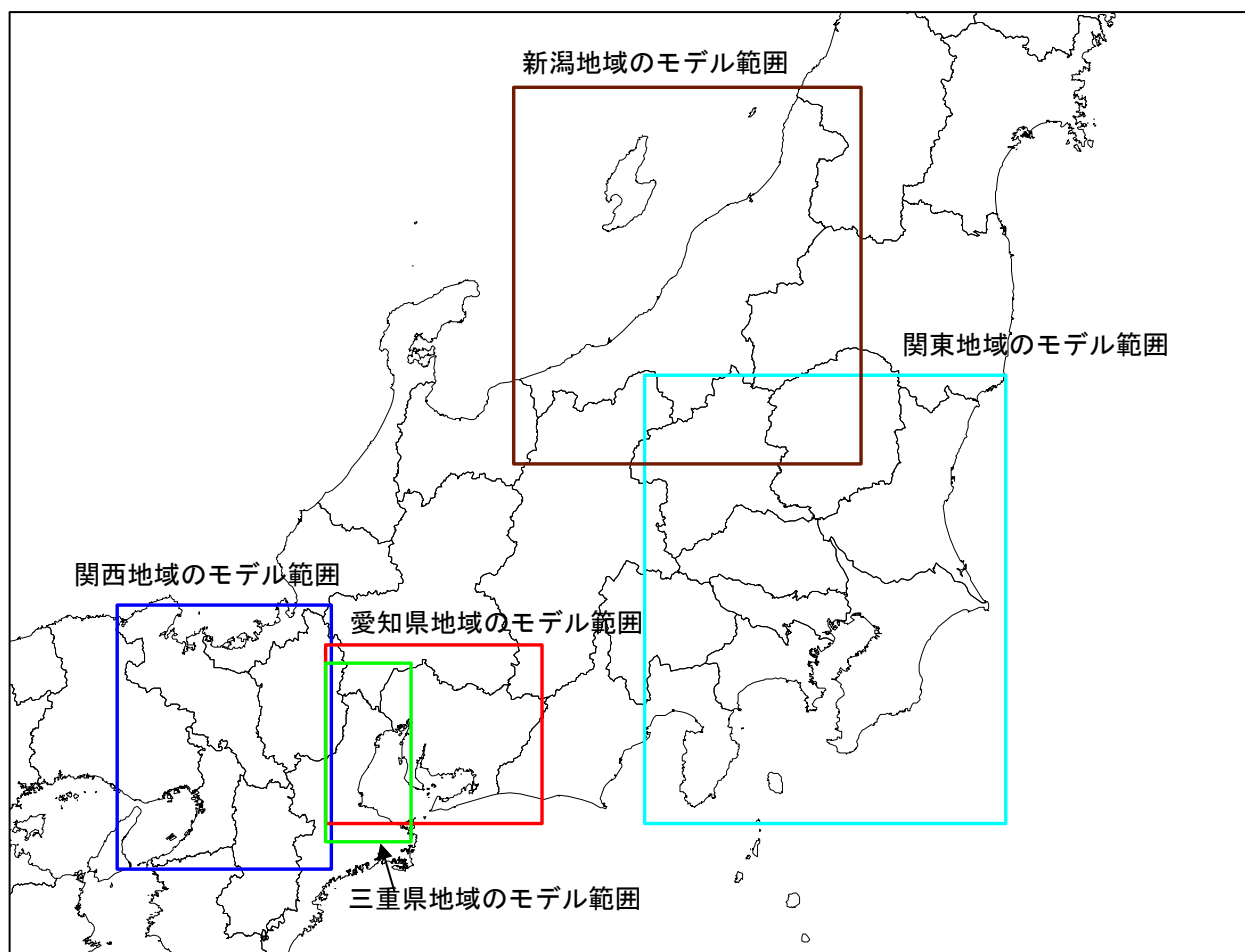 新潟地域のモデル範囲
関東地域のモデル範囲
関西地域のモデル範囲
愛知県地域のモデル範囲
三重県地域のモデル範囲